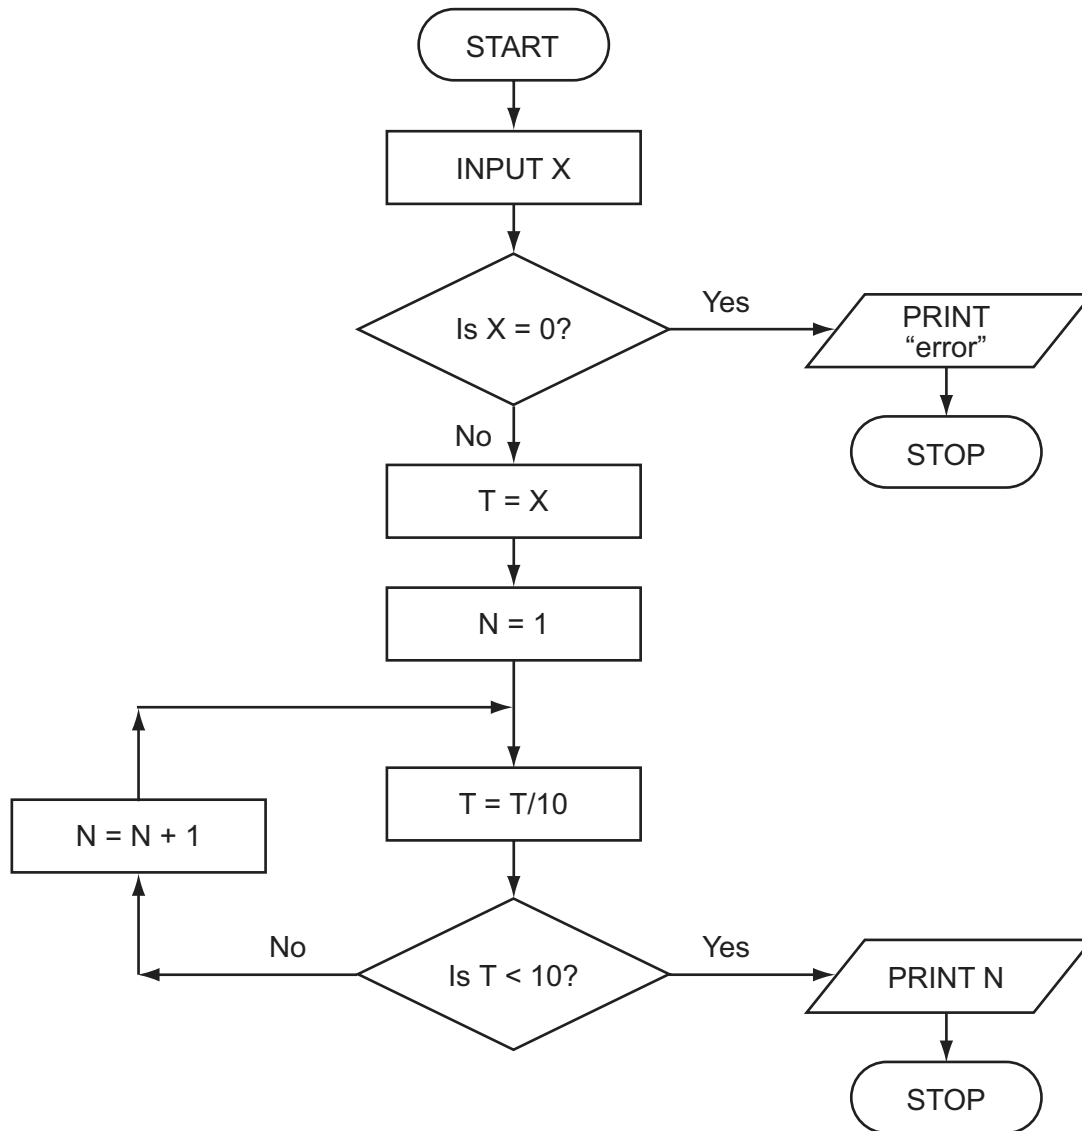 START
INPUT X
Is X = 0?
Yes
PRINT
“error”
STOP
No
T = X
N = 1
T = T/10
N = N + 1
Is T < 10?
No
Yes
PRINT N
STOP